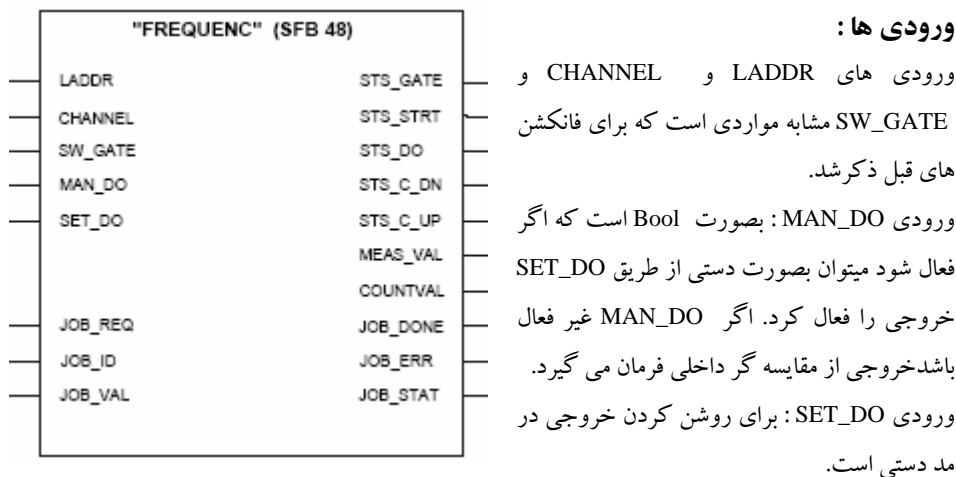 "FREQUENC" (SFB 48)
LADDR STS_GATE
CHANNEL STS_STRT
SW_GATE STS_DO
MAN_DO STS_C_DN
SET_DO STS_C_UP
MEAS_VAL
COUNTVAL
JOB_REQ JOB_DONE
JOB_ID JOB_ERR
JOB_VAL JOB_STAT
ورودی ها :
ورودی های LADDR و CHANNEL و
SW_GATE مشابه مواردی است که برای فانکشن
های قبل ذکرشد.
ورودی MAN_DO : بصورت Bool است که اگر
فعال شود میتوان بصورت دستی از طریق SET_DO
خروجی را فعال کرد. اگر MAN_DO غیر فعال
باشدخروجی از مقایسه گر داخلی فرمان می گیرد.
ورودی SET_DO : برای روشن کردن خروجی در
مد دستی است.